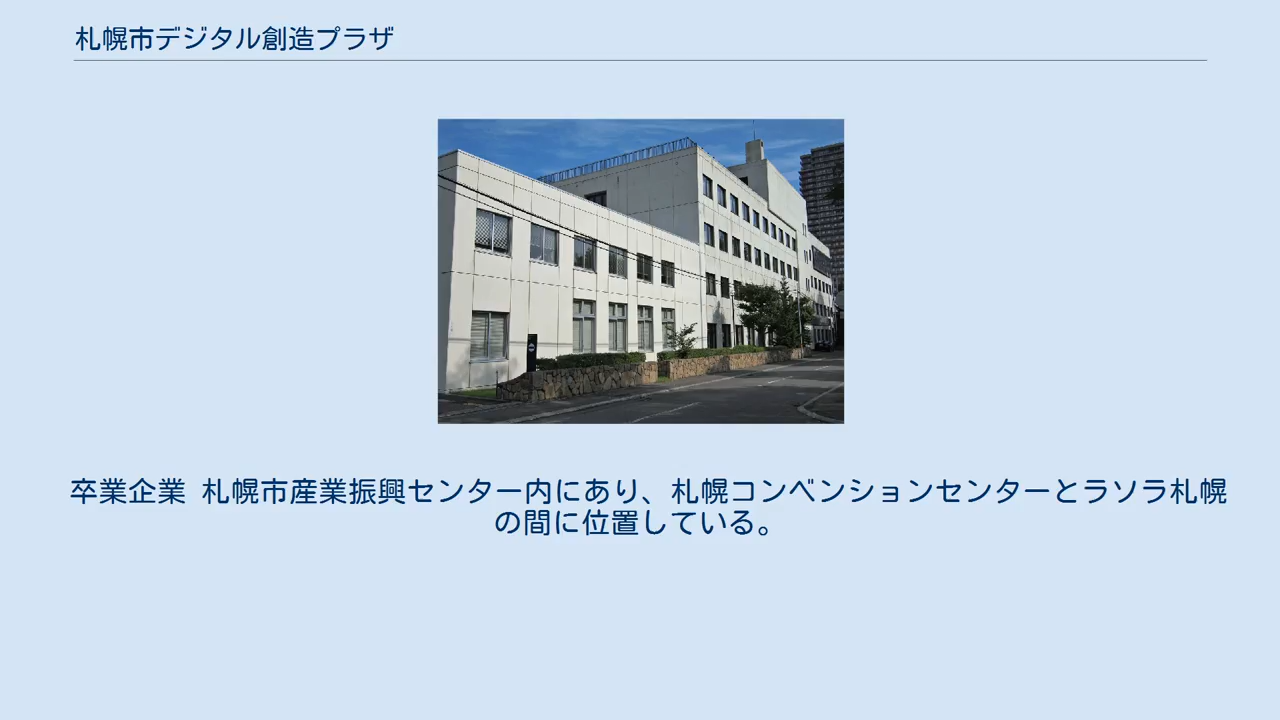 札幌市デジタル創造プラザ
卒業企業 札幌市産業振興センター内にあり、札幌コンベンションセンターとラソラ札幌
の間に位置している。